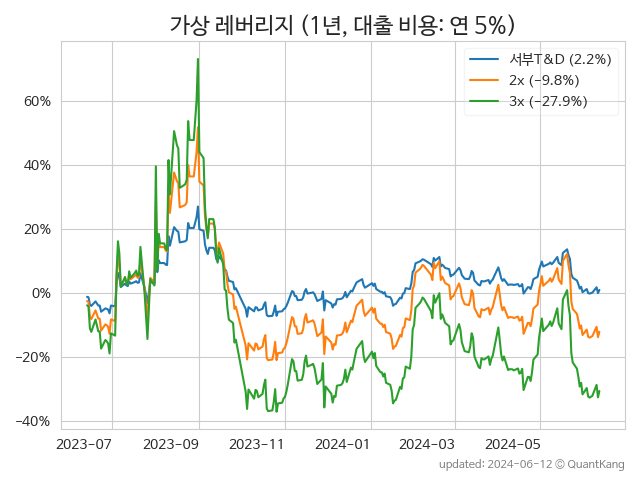 가상 레버리지 (1년, 대출 비용: 연 5%)
서부T&D (2.2%)
2x (−9.8%)
3x (−27.9%)
60%
40%
20%
0%
−20%
−40%
2023-07
2023-09
2023-11
2024-01
2024-03
2024-05
updated: 2024-06-12 © QuantKang